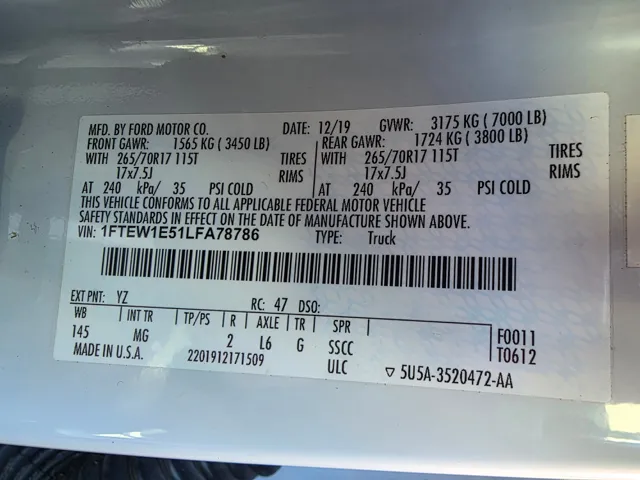 MFD. BY FORD MOTOR CO. DATE: 12/19 GVWR: 3175 KG ( 7000 LB)
FRONT GAWR: 1565 KG ( 3450 LB) REAR GAWR: 1724 KG ( 3800 LB)
WITH 265/70R17 115T TIRES WITH 265/70R17 115T TIRES
17x7.5J RIMS 17x7.5J RIMS
AT 240 kPa/ 35 PSI COLD AT 240 kPa/ 35 PSI COLD
THIS VEHICLE CONFORMS TO ALL APPLICABLE FEDERAL MOTOR VEHICLE
SAFETY STANDARDS IN EFFECT ON THE DATE OF MANUFACTURE SHOWN ABOVE.
VIN: 1FTEW1E51LFA78786 TYPE: Truck
EXT PNT: YZ RC: 47 DSO:
WB INT TR TP/PS R AXLE TR SPR F0011
145 MG 2 L6 G SSCC T0612
MADE IN U.S.A. 2201912171509 ULC ▽ 5U5A-3520472-AA